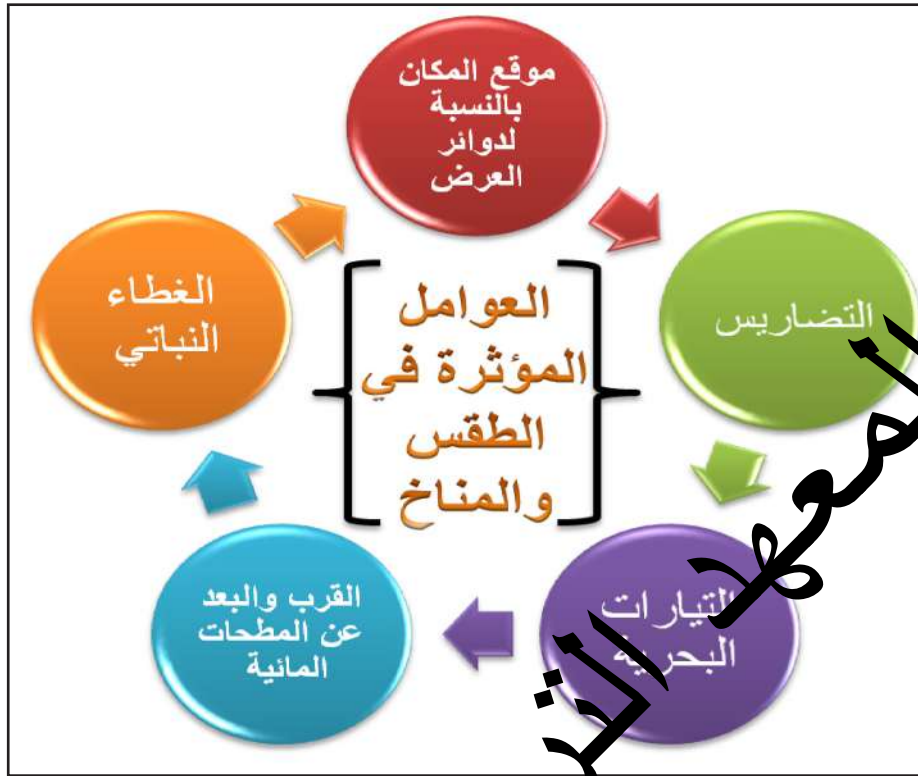 موقع المكان
بالنسبة
لدوائر
العرض
التضاريس
التيارات
البحرية
القرب والبعد
عن المطحات
المائية
الغطاء
النباتي
العوامل
المؤثرة في
الطقس
والمناخ